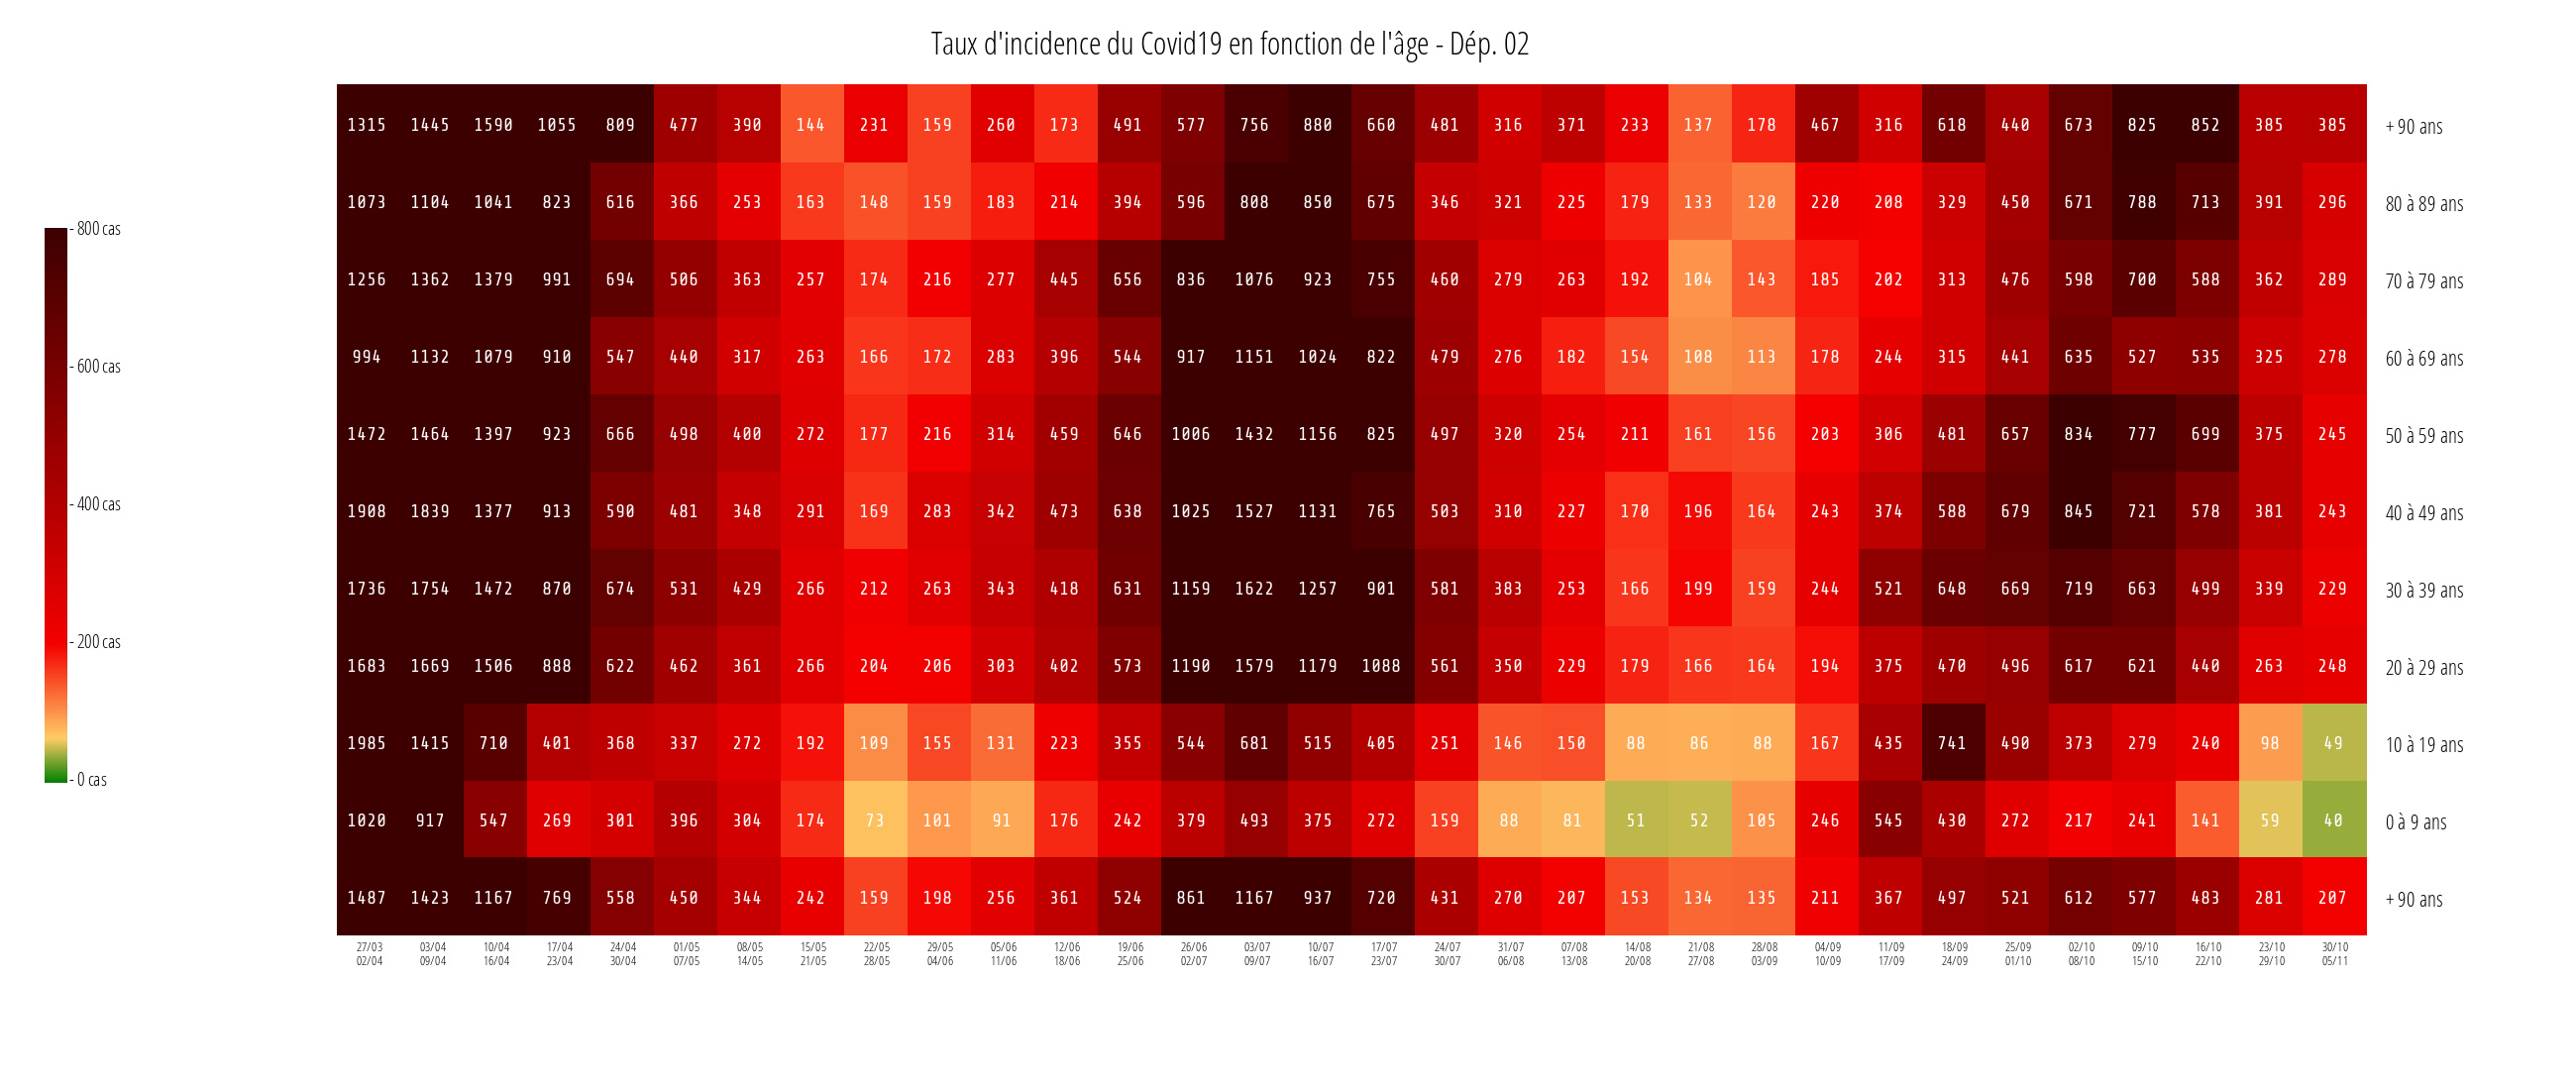 Taux d'incidence du Covid19 en fonction de l'âge - Dép. 02
1315 1445 1590 1055 809 477 390 144 231 159 260 173 491 577 756 880 660 481 316 371 233 137 178 467 316 618 440 673 825 852 385 385 + 90 ans
1073 1104 1041 823 616 366 253 163 148 159 183 214 394 596 808 850 675 346 321 225 179 133 120 220 208 329 450 671 788 713 391 296 80 à 89 ans
- 800 cas
1256 1362 1379 991 694 506 363 257 174 216 277 445 656 836 1076 923 755 460 279 263 192 104 143 185 202 313 476 598 700 588 362 289 70 à 79 ans
994 1132 1079 910 547 440 317 263 166 172 283 396 544 917 1151 1024 822 479 276 182 154 108 113 178 244 315 441 635 527 535 325 278 60 à 69 ans
- 600 cas
1472 1464 1397 923 666 498 400 272 177 216 314 459 646 1006 1432 1156 825 497 320 254 211 161 156 203 306 481 657 834 777 699 375 245 50 à 59 ans
- 400 cas
1908 1839 1377 913 590 481 348 291 169 283 342 473 638 1025 1527 1131 765 503 310 227 170 196 164 243 374 588 679 845 721 578 381 243 40 à 49 ans
1736 1754 1472 870 674 531 429 266 212 263 343 418 631 1159 1622 1257 901 581 383 253 166 199 159 244 521 648 669 719 663 499 339 229 30 à 39 ans
- 200 cas
1683 1669 1506 888 622 462 361 266 204 206 303 402 573 1190 1579 1179 1088 561 350 229 179 166 164 194 375 470 496 617 621 440 263 248 20 à 29 ans
1985 1415 710 401 368 337 272 192 109 155 131 223 355 544 681 515 405 251 146 150 88 86 88 167 435 741 490 373 279 240 98 49 10 à 19 ans
- 0 cas
1020 917 547 269 301 396 304 174 73 101 91 176 242 379 493 375 272 159 88 81 51 52 105 246 545 430 272 217 241 141 59 40 0 à 9 ans
1487 1423 1167 769 558 450 344 242 159 198 256 361 524 861 1167 937 720 431 270 207 153 134 135 211 367 497 521 612 577 483 281 207 + 90 ans
27/03 03/04 10/04 17/04 24/04 01/05 08/05 15/05 22/05 29/05 05/06 12/06 19/06 26/06 03/07 10/07 17/07 24/07 31/07 07/08 14/08 21/08 28/08 04/09 11/09 18/09 25/09 02/10 09/10 16/10 23/10 30/10
02/04 09/04 16/04 23/04 30/04 07/05 14/05 21/05 28/05 04/06 11/06 18/06 25/06 02/07 09/07 16/07 23/07 30/07 06/08 13/08 20/08 27/08 03/09 10/09 17/09 24/09 01/10 08/10 15/10 22/10 29/10 05/11